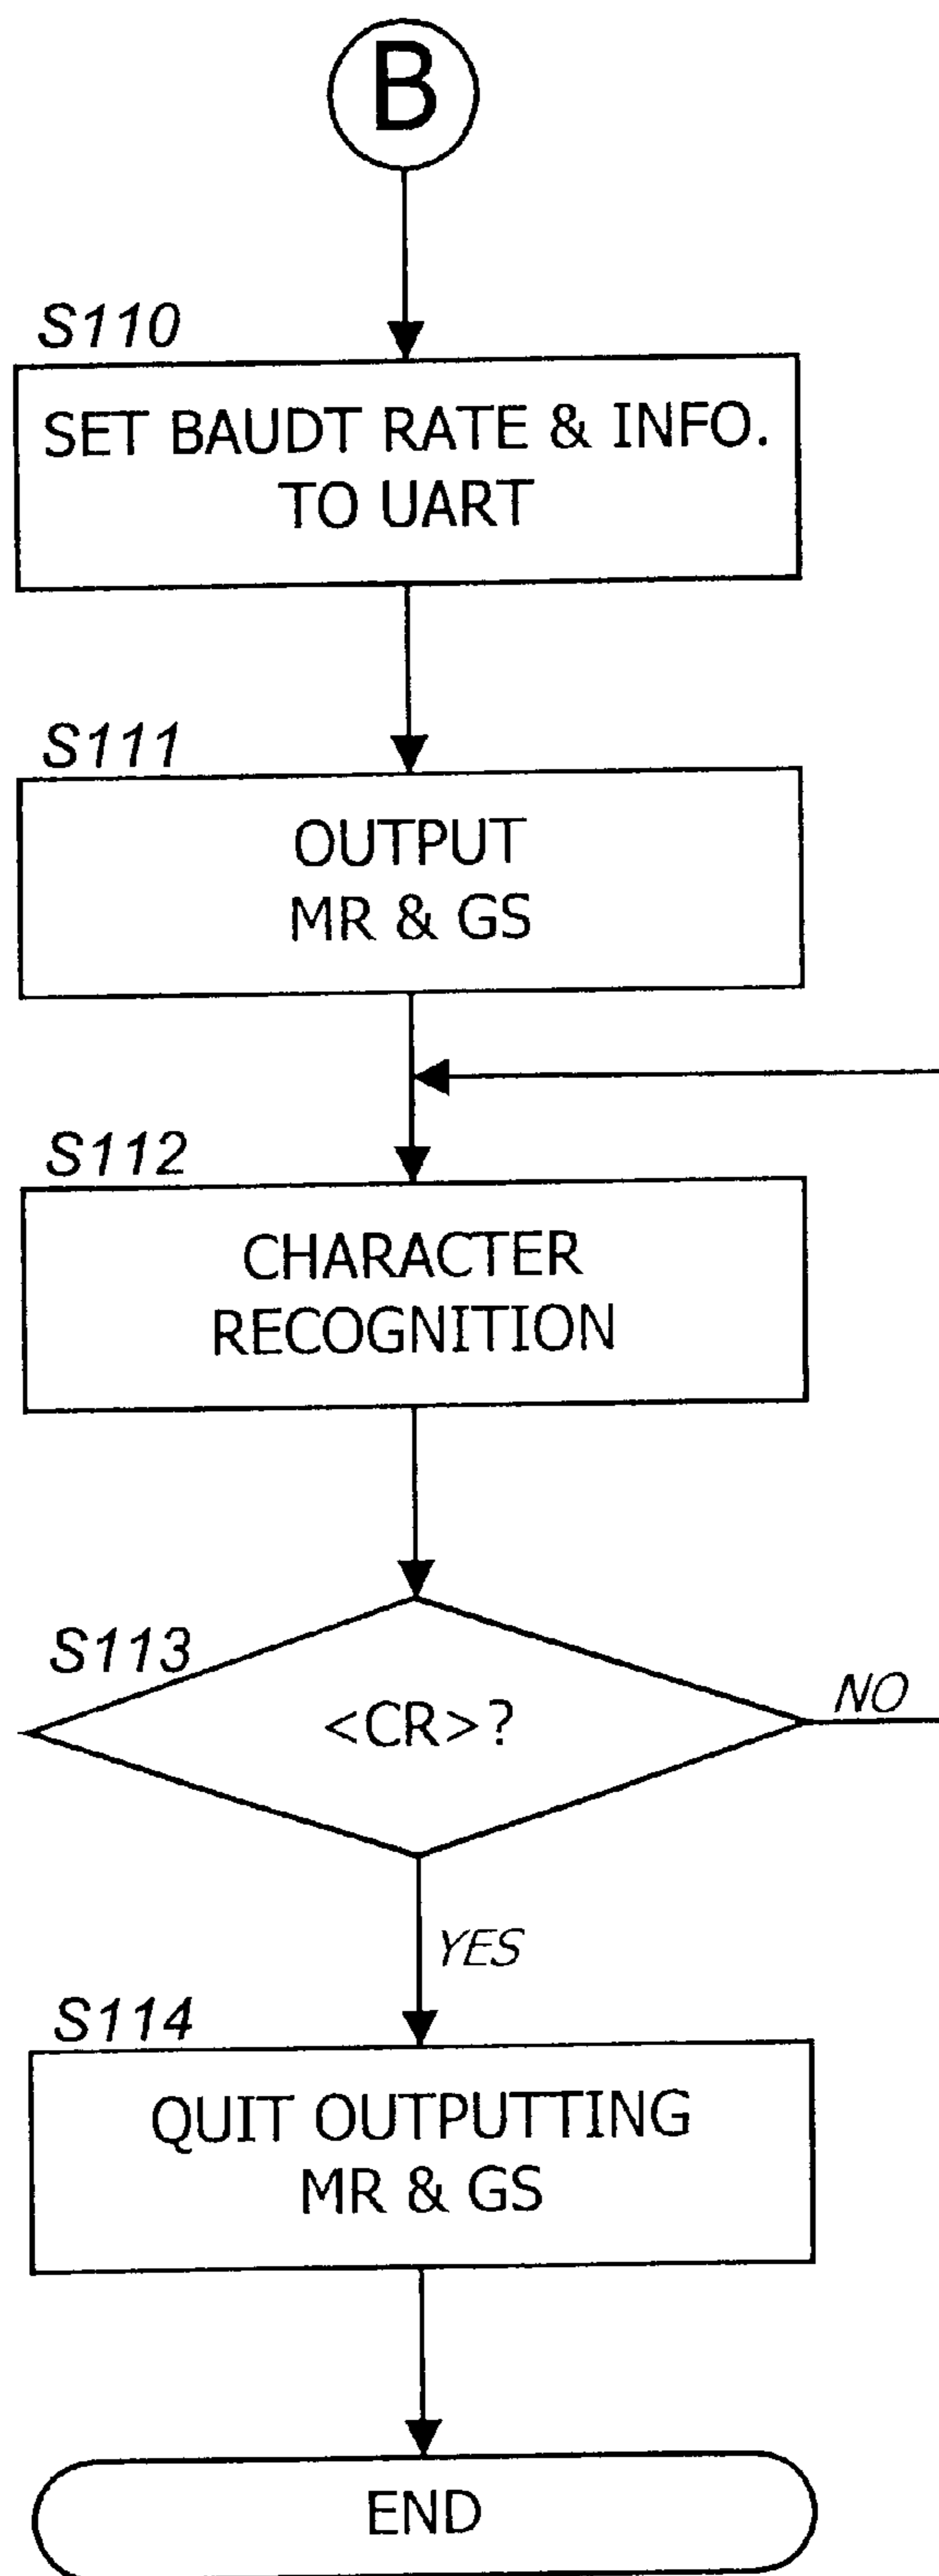 B
S110
SET BAUDT RATE & INFO.
TO UART
S111
OUTPUT
MR & GS
S112
CHARACTER
RECOGNITION
S113
<CR>?
NO
YES
S114
QUIT OUTPUTTING
MR & GS
END